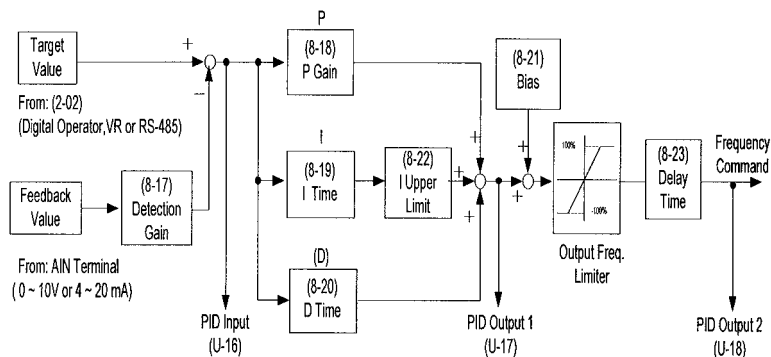 P
Target
Value
+
−
From: (2-02)
(Digital Operator,VR or RS-485)
Feedback
Value
(8-17)
Detection
Gain
From: AIN Terminal
( 0 ~ 10V or 4 ~ 20 mA)
(8-18)
P Gain
I
(8-19)
I Time
(8-22)
I Upper
Limit
(D)
(8-20)
D Time
+
+
+
(8-21)
Bias
+
+
100%
-100%
Output Freq.
Limiter
(8-23)
Delay
Time
Frequency
Command
PID Input
(U-16)
PID Output 1
(U-17)
PID Output 2
(U-18)